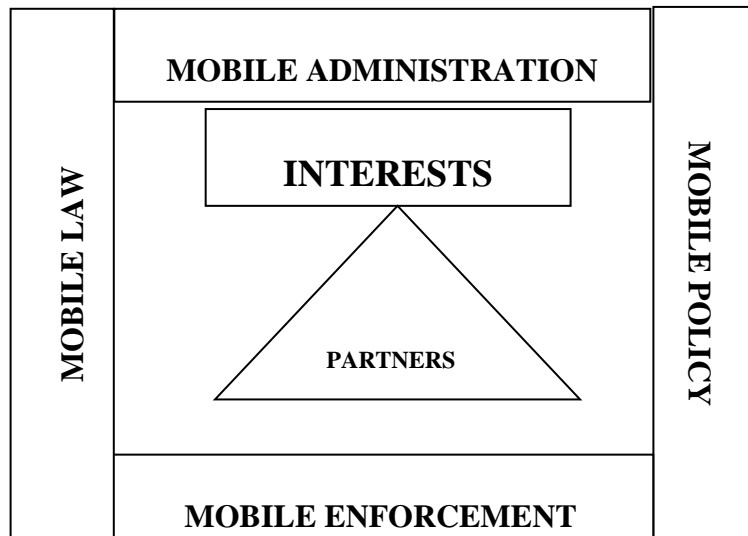 MOBILE ADMINISTRATION
MOBILE LAW
INTERESTS
MOBILE POLICY
PARTNERS
MOBILE ENFORCEMENT